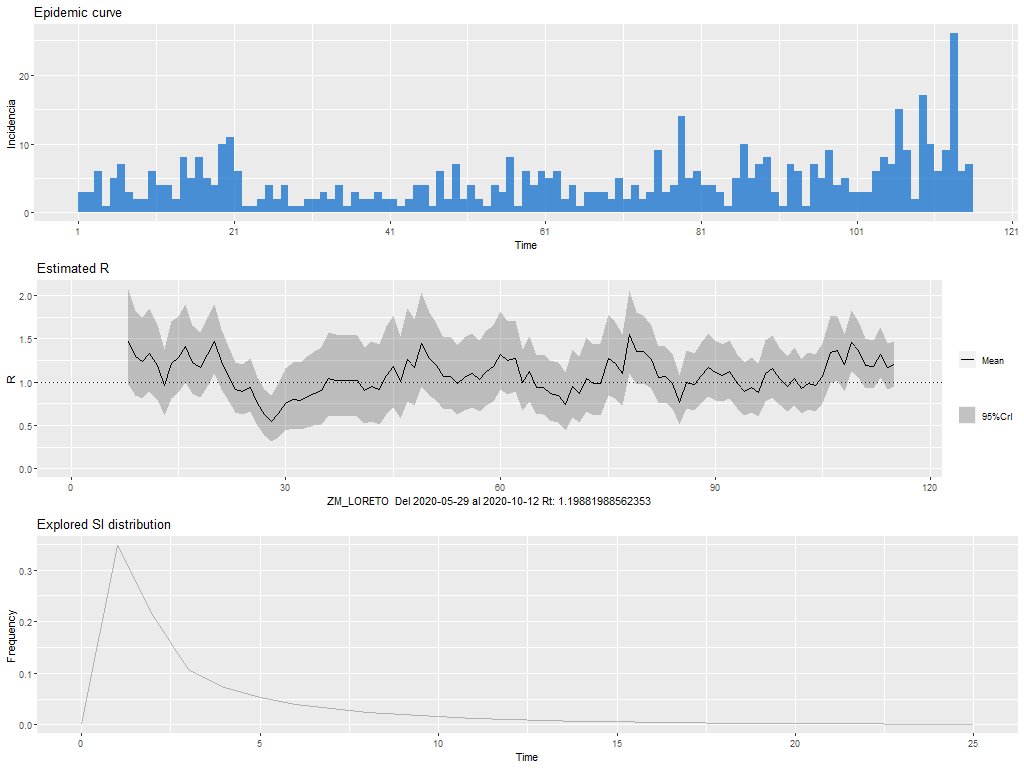 Epidemic curve
Incidencia
20
10
0
1 21 41 61 81 101 121
Time
Estimated R
R
2.0
1.5
1.0
0.5
0.0
0 30 60 90 120
ZM_LORETO Del 2020-05-29 al 2020-10-12 Rt: 1.19881988562353
Mean
95%CrI
Explored SI distribution
Frequency
0.3
0.2
0.1
0.0
0 5 10 15 20 25
Time